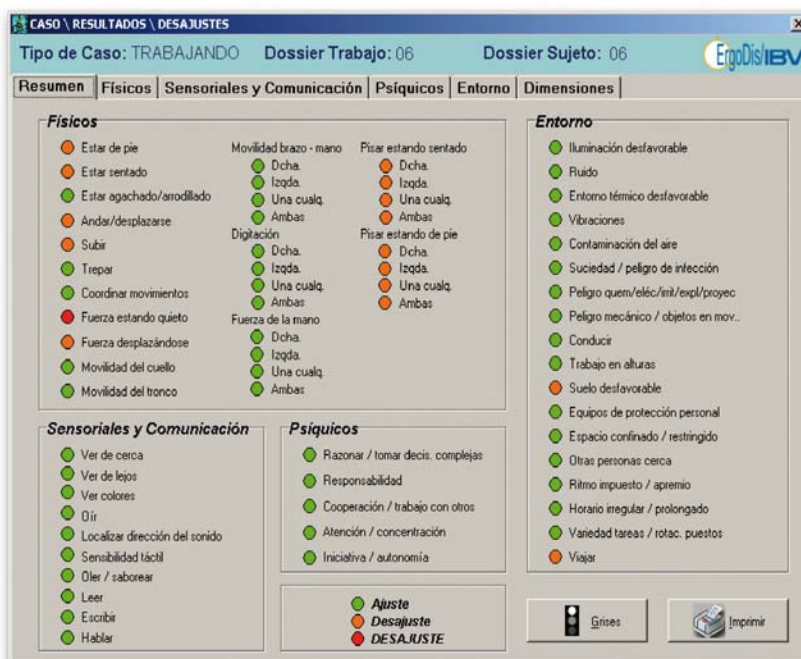 CASO \ RESULTADOS \ DESAJUSTES
Tipo de Caso: TRABAJANDO Dossier Trabajo: 06 Dossier Sujeto: 06 ErgoDis/IBV
Resumen Físicos Sensoriales y Comunicación Psíquicos Entorno Dimensiones
Físicos
Estar de pie
Estar sentado
Estar agachado/arrodillado
Andar/desplazarse
Subir
Trepar
Coordinar movimientos
Fuerza estando quieto
Fuerza desplazándose
Movilidad del cuello
Movilidad del tronco
Movilidad brazo - mano
Dcha.
Izqda.
Una cualq.
Ambas
Digitación
Dcha.
Izqda.
Una cualq.
Ambas
Fuerza de la mano
Dcha.
Izqda.
Una cualq.
Ambas
Pisar estando sentado
Dcha.
Izqda.
Una cualq.
Ambas
Pisar estando de pie
Dcha.
Izqda.
Una cualq.
Ambas
Entorno
Iluminación desfavorable
Ruido
Entorno térmico desfavorable
Vibraciones
Contaminación del aire
Suciedad / peligro de infección
Peligro quem/eléc/irrit/expl/proyec
Peligro mecánico / objetos en mov..
Conducir
Trabajo en alturas
Suelo desfavorable
Equipos de protección personal
Espacio confinado / restringido
Otras personas cerca
Ritmo impuesto / apremio
Horario irregular / prolongado
Variedad tareas / rotac. puestos
Viajar
Sensoriales y Comunicación
Ver de cerca
Ver de lejos
Ver colores
Oír
Localizar dirección del sonido
Sensibilidad táctil
Oler / saborear
Leer
Escribir
Hablar
Psíquicos
Razonar / tomar decis. complejas
Responsabilidad
Cooperación / trabajo con otros
Atención / concentración
Iniciativa / autonomía
Ajuste
Desajuste
DESAJUSTE
Grises
Imprimir